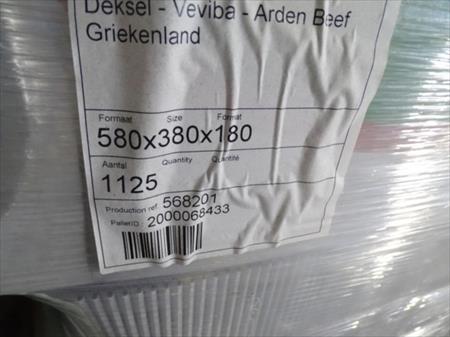 Deksel - Veviba - Arden Beef
Griekenland
Formaat Size Format
580x380x180
Aantal Quantity Quantité
1125
Production ref. 568201
PalletID: 2000068433